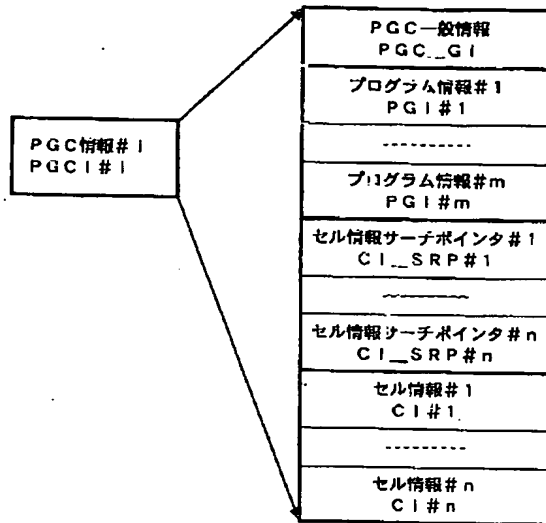 PGC情報#i
PGCI#i
PGC一般情報
PGC_GI
プログラム情報#1
PGI#1
----------
プログラム情報#m
PGI#m
セル情報サーチポインタ#1
CI_SRP#1
----------
セル情報サーチポインタ#n
CI_SRP#n
セル情報#1
CI#1
----------
セル情報#n
CI#n